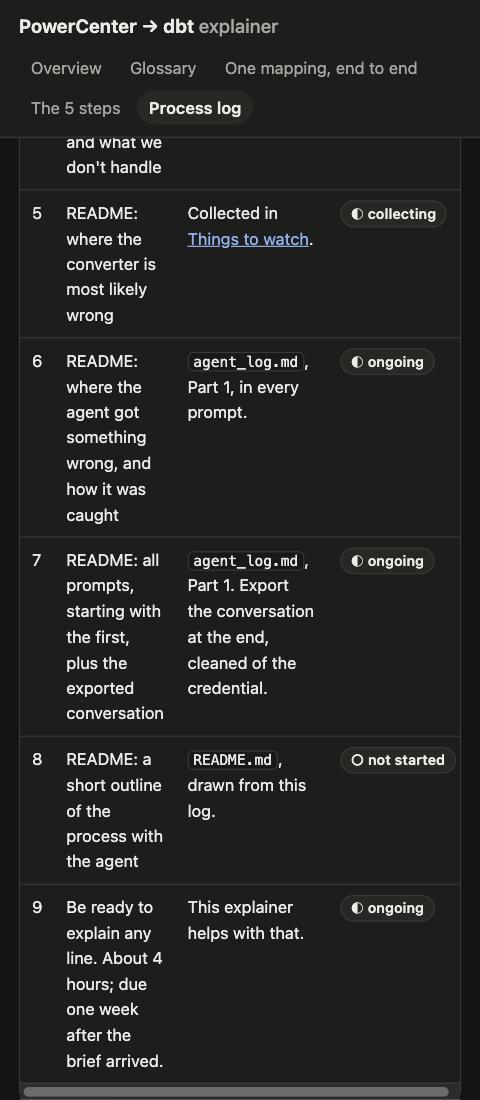 PowerCenter → dbt explainer
Overview Glossary One mapping, end to end
The 5 steps Process log
and what we
don't handle
5 README: Collected in ◐ collecting
where the Things to watch.
converter is
most likely
wrong
6 README: agent_log.md, ◐ ongoing
where the Part 1, in every
agent got prompt.
something
wrong, and
how it was
caught
7 README: all agent_log.md, ◐ ongoing
prompts, Part 1. Export
starting with the conversation
the first, at the end,
plus the cleaned of the
exported credential.
conversation
8 README: a README.md, ○ not started
short outline drawn from this
of the log.
process with
the agent
9 Be ready to This explainer ◐ ongoing
explain any helps with that.
line. About 4
hours; due
one week
after the
brief arrived.